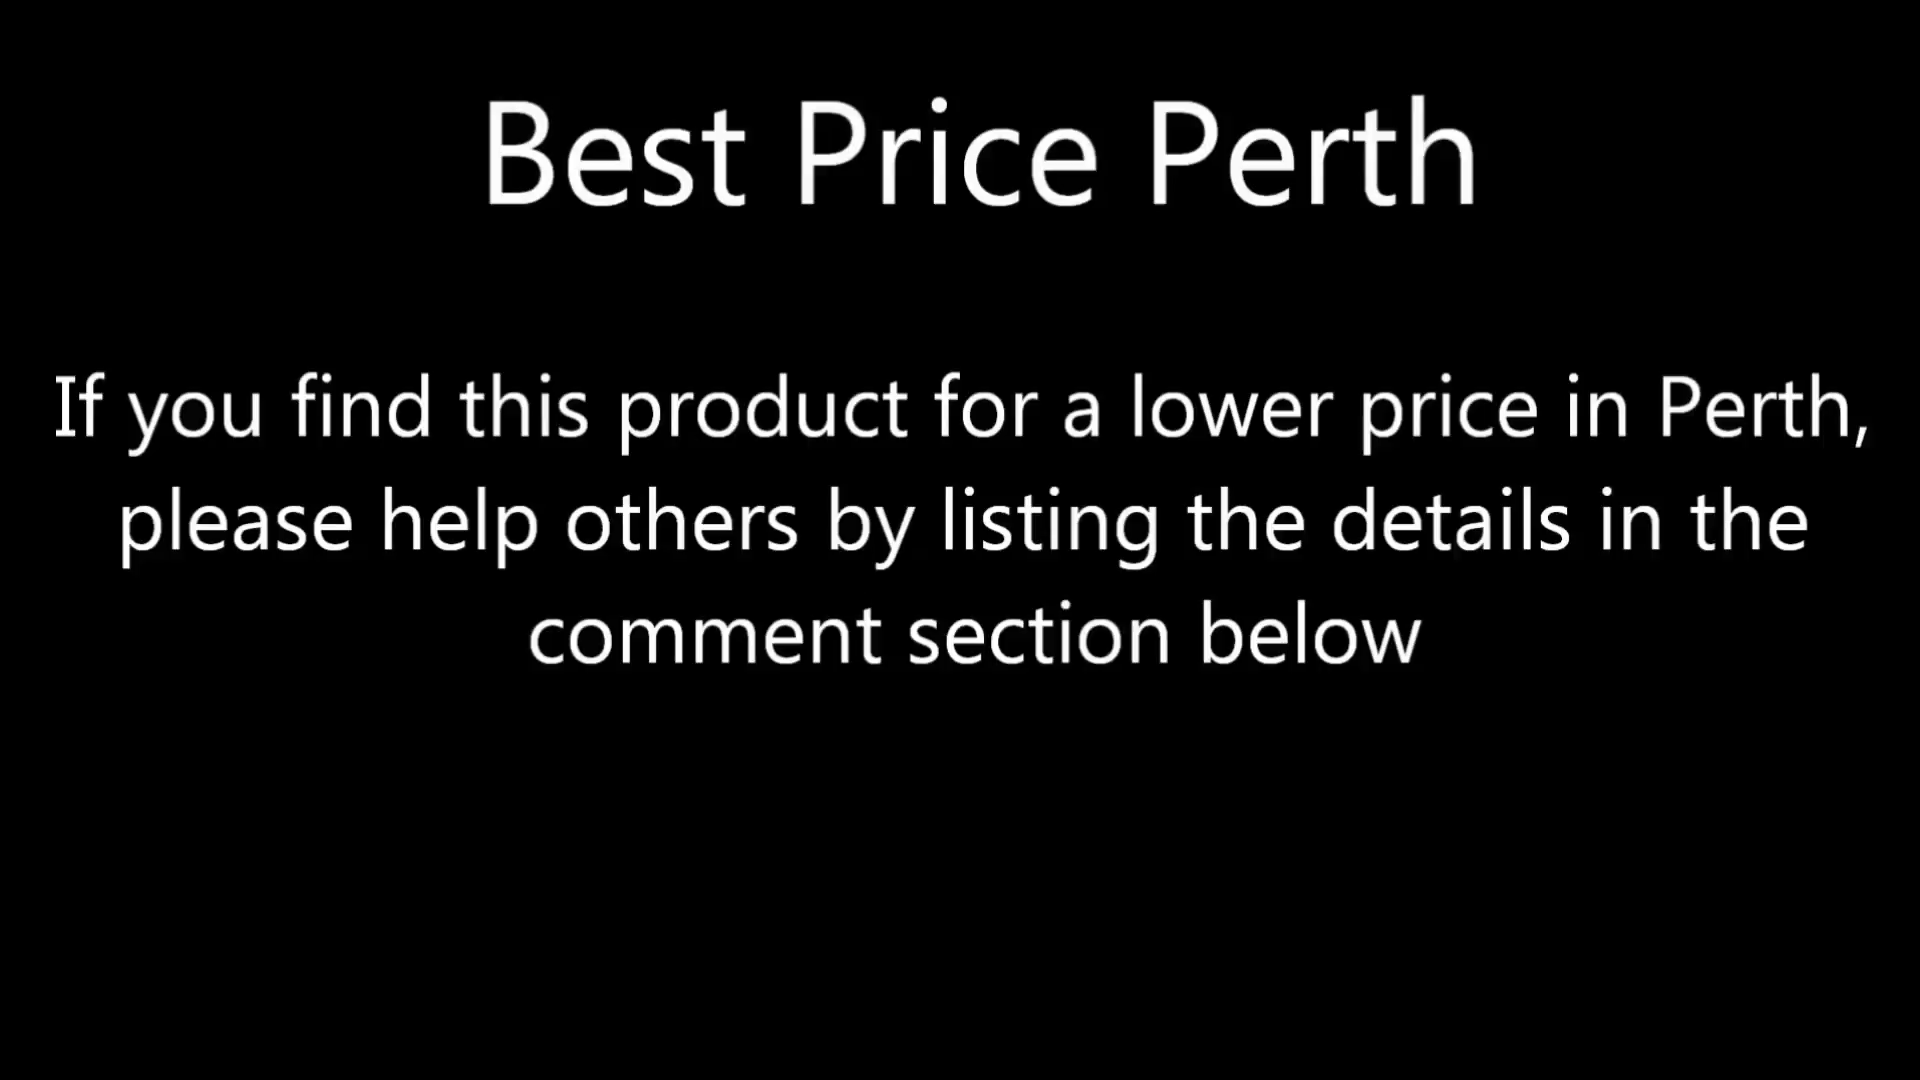 Best Price Perth
If you find this product for a lower price in Perth,
please help others by listing the details in the
comment section below